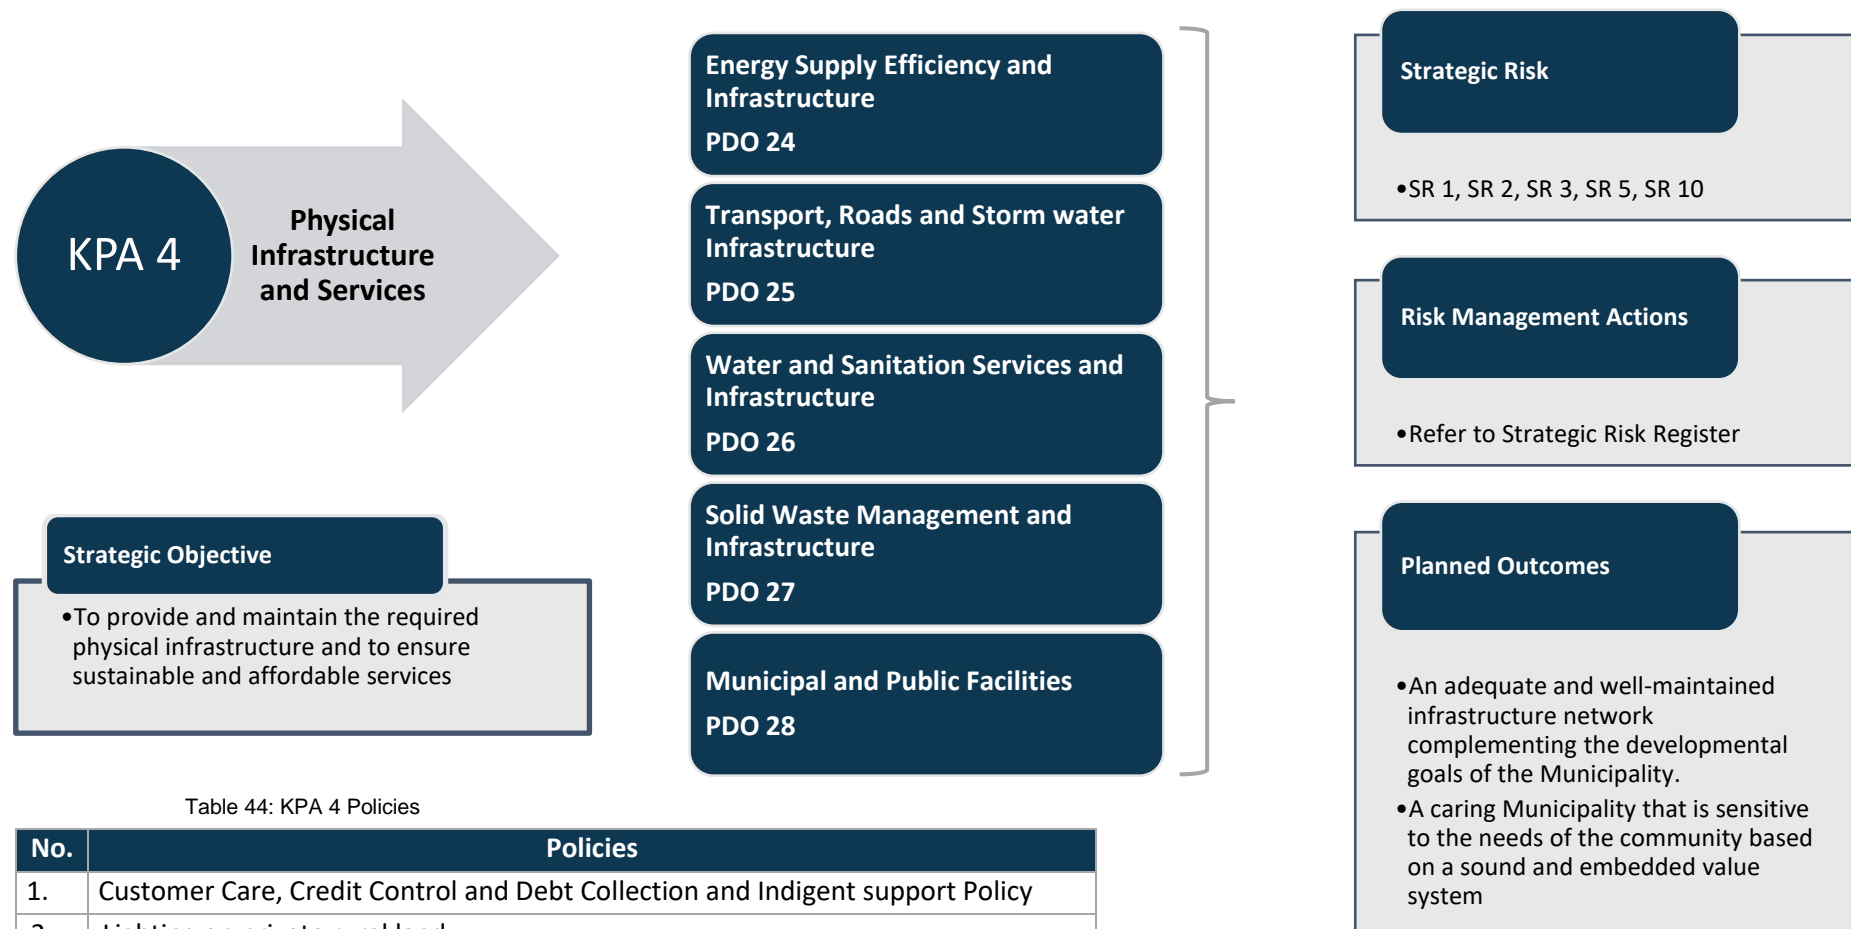 KPA 4
Physical
Infrastructure
and Services
Strategic Objective
•To provide and maintain the required
physical infrastructure and to ensure
sustainable and affordable services
Energy Supply Efficiency and
Infrastructure
PDO 24
Transport, Roads and Storm water
Infrastructure
PDO 25
Water and Sanitation Services and
Infrastructure
PDO 26
Solid Waste Management and
Infrastructure
PDO 27
Municipal and Public Facilities
PDO 28
Strategic Risk
•SR 1, SR 2, SR 3, SR 5, SR 10
Risk Management Actions
•Refer to Strategic Risk Register
Planned Outcomes
•An adequate and well-maintained
infrastructure network
complementing the developmental
goals of the Municipality.
•A caring Municipality that is sensitive
to the needs of the community based
on a sound and embedded value
system
Table 44: KPA 4 Policies
No. Policies
1. Customer Care, Credit Control and Debt Collection and Indigent support Policy